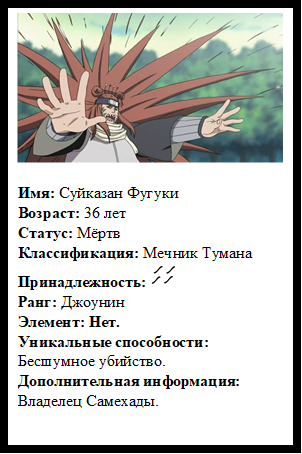 Имя: Суйказан Фугуки
Возраст: 36 лет
Статус: Мёртв
Классификация: Мечник Тумана
Принадлежность:
Ранг: Джоунин
Элемент: Нет.
Уникальные способности:
Бесшумное убийство.
Дополнительная информация:
Владелец Самехады.